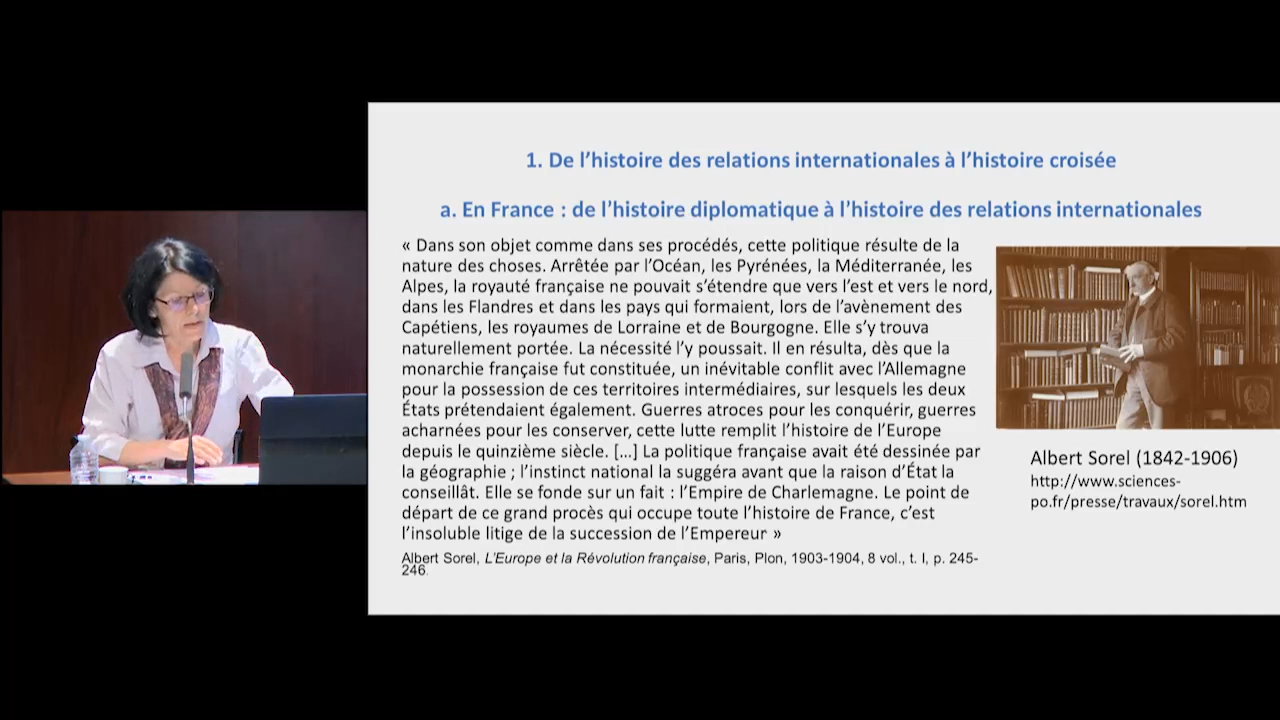 1. De l'histoire des relations internationales à l'histoire croisée
a. En France : de l'histoire diplomatique à l'histoire des relations internationales
« Dans son objet comme dans ses procédés, cette politique résulte de la
nature des choses. Arrêtée par l'Océan, les Pyrénées, la Méditerranée, les
Alpes, la royauté française ne pouvait s'étendre que vers l'est et vers le nord,
dans les Flandres et dans les pays qui formaient, lors de l'avènement des
Capétiens, les royaumes de Lorraine et de Bourgogne. Elle s'y trouva
naturellement portée. La nécessité l'y poussait. Il en résulta, dès que la
monarchie française fut constituée, un inévitable conflit avec l'Allemagne
pour la possession de ces territoires intermédiaires, sur lesquels les deux
États prétendaient également. Guerres atroces pour les conquérir, guerres
acharnées pour les conserver, cette lutte remplit l'histoire de l'Europe
depuis le quinzième siècle. […] La politique française avait été dessinée par
la géographie ; l'instinct national la suggéra avant que la raison d'État la
conseillât. Elle se fonde sur un fait : l'Empire de Charlemagne. Le point de
départ de ce grand procès qui occupe toute l'histoire de France, c'est
l'insoluble litige de la succession de l'Empereur »
Albert Sorel, L'Europe et la Révolution française, Paris, Plon, 1903-1904, 8 vol., t. I, p. 245-
246.
Albert Sorel (1842-1906)
http://www.sciences-
po.fr/presse/travaux/sorel.htm